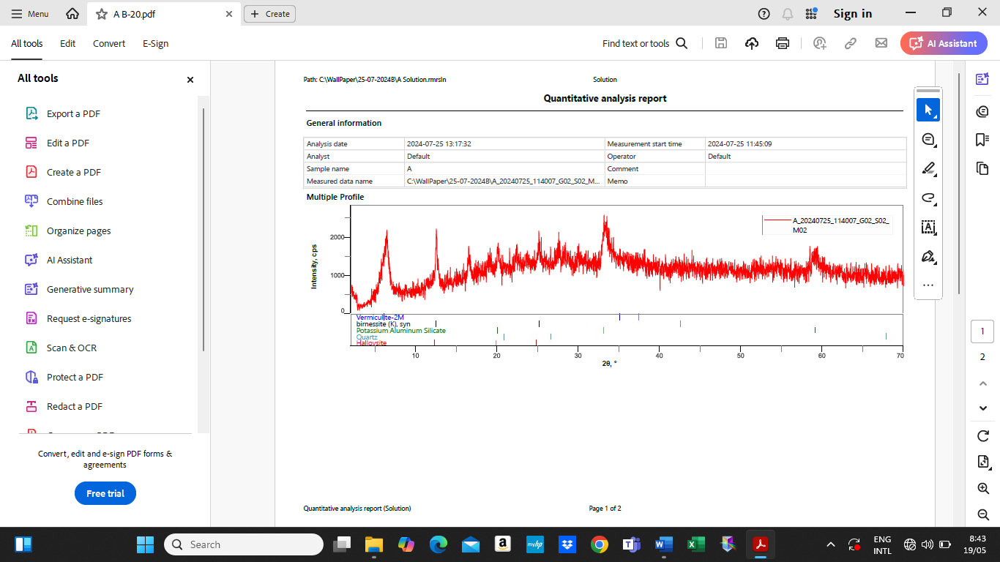 Menu
A B-20.pdf
Create
Sign in
All tools
Edit
Convert
E-Sign
Find text or tools
AI Assistant
All tools
Export a PDF
Edit a PDF
Create a PDF
Combine files
Organize pages
AI Assistant
Generative summary
Request e-signatures
Scan & OCR
Protect a PDF
Redact a PDF
Convert, edit and e-sign PDF forms &
agreements
Free trial
Path: C:\WallPaper\25-07-2024B\A Solution.rmrsln Solution
Quantitative analysis report
General information
Analysis date 2024-07-25 13:17:32 Measurement start time 2024-07-25 11:45:09
Analyst Default Operator Default
Sample name A Comment
Measured data name C:\WallPaper\25-07-2024B\A_20240725_114007_G02_S02_M... Memo
Multiple Profile
A_20240725_114007_G02_S02_
M02
Intensity, cps
2000
1000
0
Vermiculite-2M
birnessite (K), syn
Potassium Aluminum Silicate
Quartz
Halloysite
10 20 30 40 50 60 70
2θ, °
Quantitative analysis report (Solution) Page 1 of 2
1
2
Search
ENG
INTL
8:43
19/05